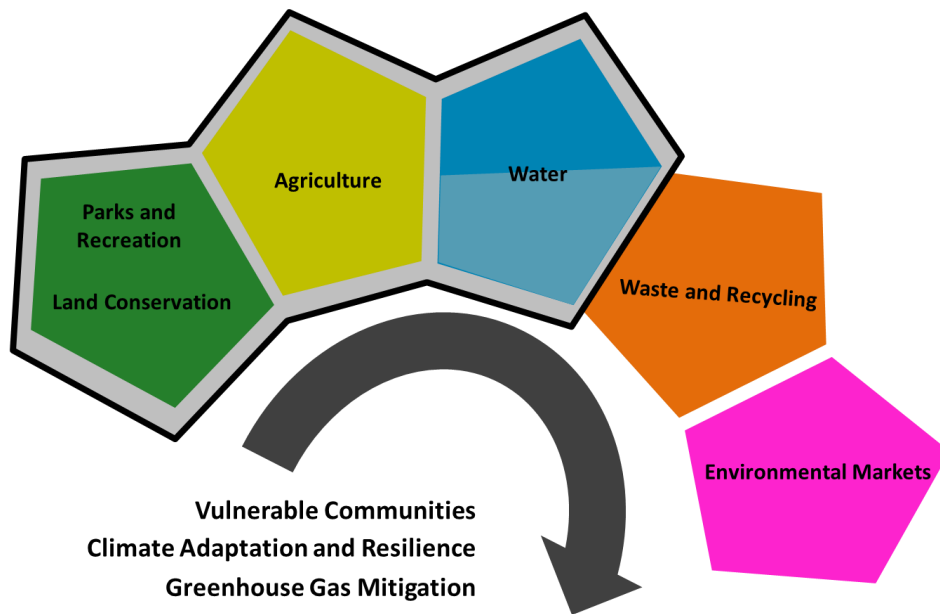 Parks and
Recreation
Land Conservation
Agriculture
Water
Waste and Recycling
Environmental Markets
Vulnerable Communities
Climate Adaptation and Resilience
Greenhouse Gas Mitigation